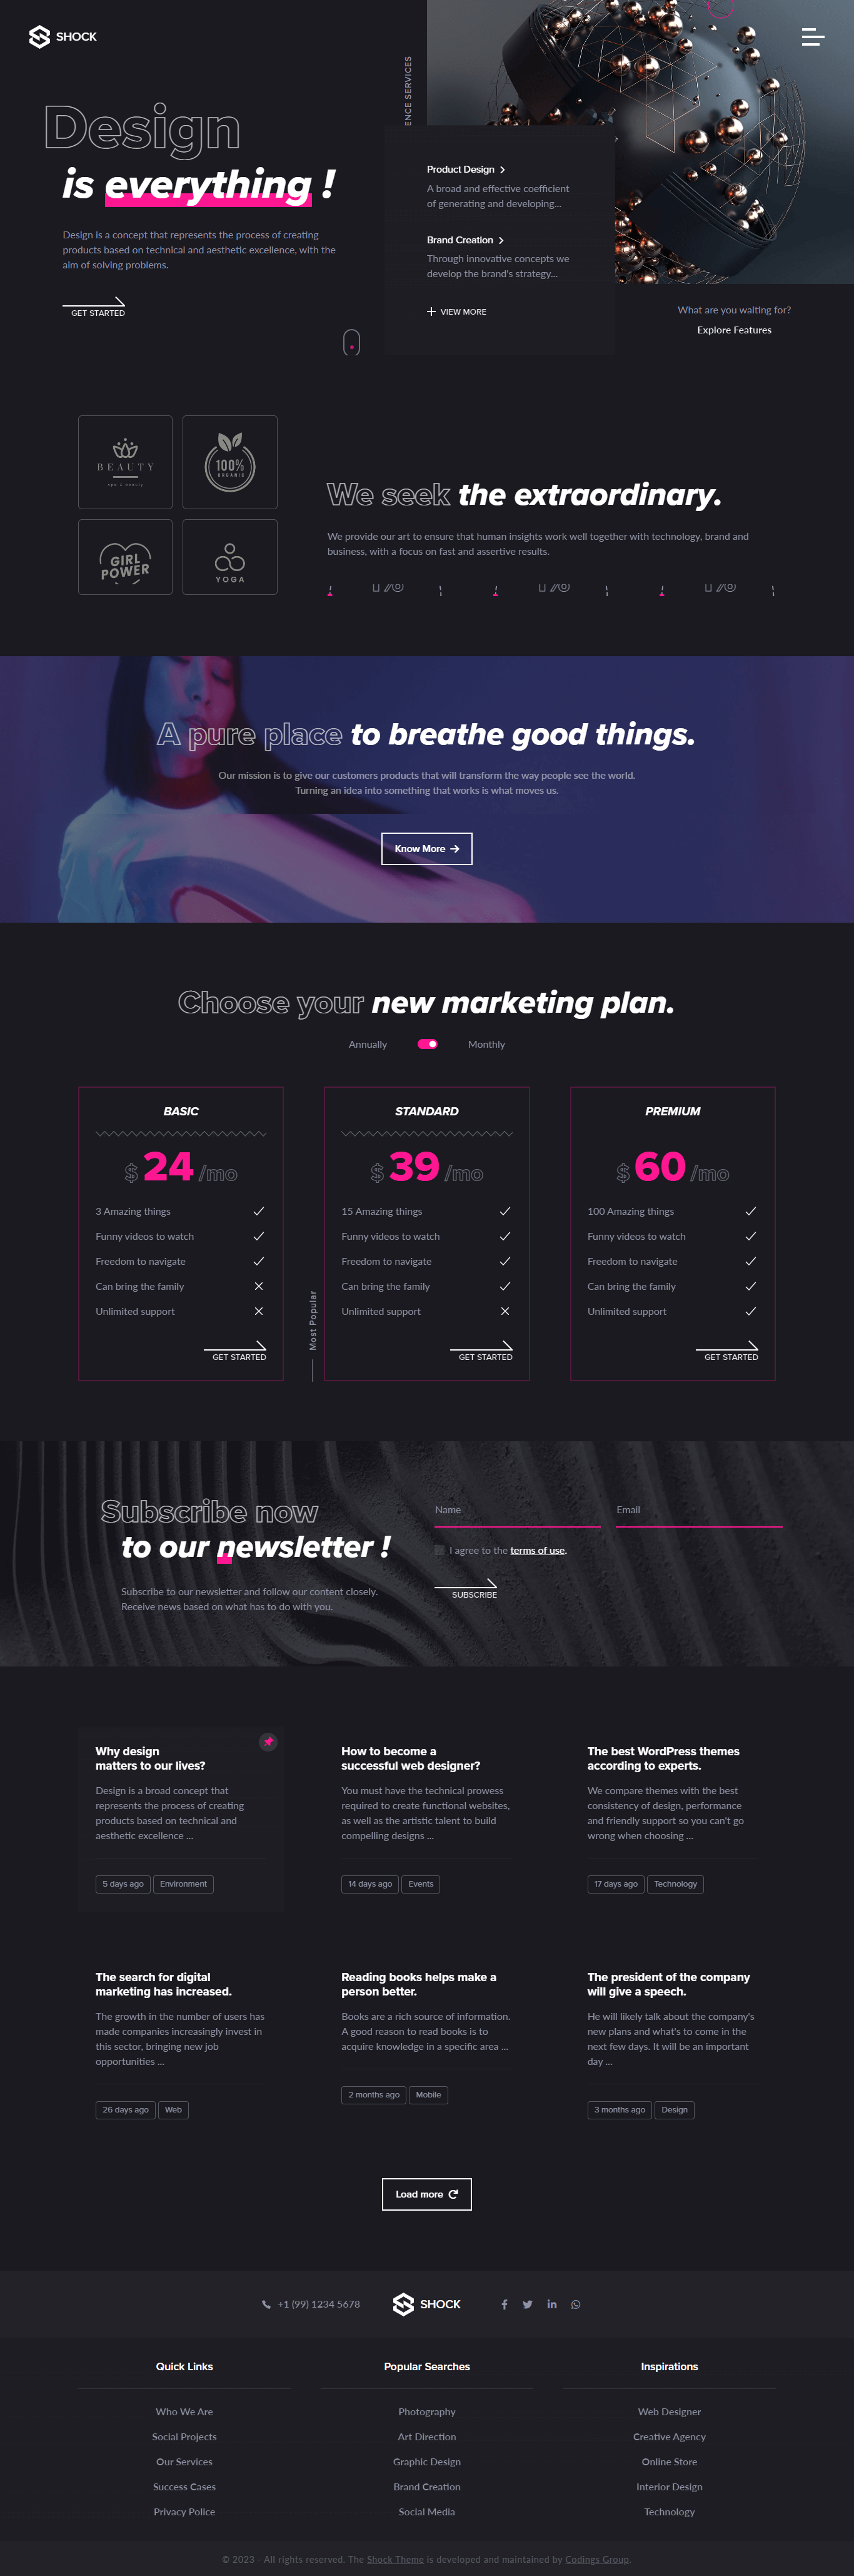 SHOCK
ENCE SERVICES
Design
is everything !
Design is a concept that represents the process of creating
products based on technical and aesthetic excellence, with the
aim of solving problems.
GET STARTED
Product Design
A broad and effective coefficient
of generating and developing...
Brand Creation
Through innovative concepts we
develop the brand's strategy...
VIEW MORE
What are you waiting for?
Explore Features
BEAUTY
spa & beauty
100%
ORGANIC
GIRL
POWER
YOGA
We seek the extraordinary.
We provide our art to ensure that human insights work well together with technology, brand and
business, with a focus on fast and assertive results.
A pure place to breathe good things.
Our mission is to give our customers products that will transform the way people see the world.
Turning an idea into something that works is what moves us.
Know More
Choose your new marketing plan.
Annually
Monthly
BASIC
$ 24 /mo
3 Amazing things
Funny videos to watch
Freedom to navigate
Can bring the family
Unlimited support
GET STARTED
Most Popular
STANDARD
$ 39 /mo
15 Amazing things
Funny videos to watch
Freedom to navigate
Can bring the family
Unlimited support
GET STARTED
PREMIUM
$ 60 /mo
100 Amazing things
Funny videos to watch
Freedom to navigate
Can bring the family
Unlimited support
GET STARTED
Subscribe now
to our newsletter !
Subscribe to our newsletter and follow our content closely.
Receive news based on what has to do with you.
Name
Email
I agree to the terms of use.
SUBSCRIBE
Why design
matters to our lives?
Design is a broad concept that
represents the process of creating
products based on technical and
aesthetic excellence ...
5 days ago
Environment
How to become a
successful web designer?
You must have the technical prowess
required to create functional websites,
as well as the artistic talent to build
compelling designs ...
14 days ago
Events
The best WordPress themes
according to experts.
We compare themes with the best
consistency of design, performance
and friendly support so you can't go
wrong when choosing ...
17 days ago
Technology
The search for digital
marketing has increased.
The growth in the number of users has
made companies increasingly invest in
this sector, bringing new job
opportunities ...
26 days ago
Web
Reading books helps make a
person better.
Books are a rich source of information.
A good reason to read books is to
acquire knowledge in a specific area ...
2 months ago
Mobile
The president of the company
will give a speech.
He will likely talk about the company's
new plans and what's to come in the
next few days. It will be an important
day ...
3 months ago
Design
Load more
+1 (99) 1234 5678
SHOCK
Quick Links
Who We Are
Social Projects
Our Services
Success Cases
Privacy Police
Popular Searches
Photography
Art Direction
Graphic Design
Brand Creation
Social Media
Inspirations
Web Designer
Creative Agency
Online Store
Interior Design
Technology
© 2023 - All rights reserved. The Shock Theme is developed and maintained by Codings Group.